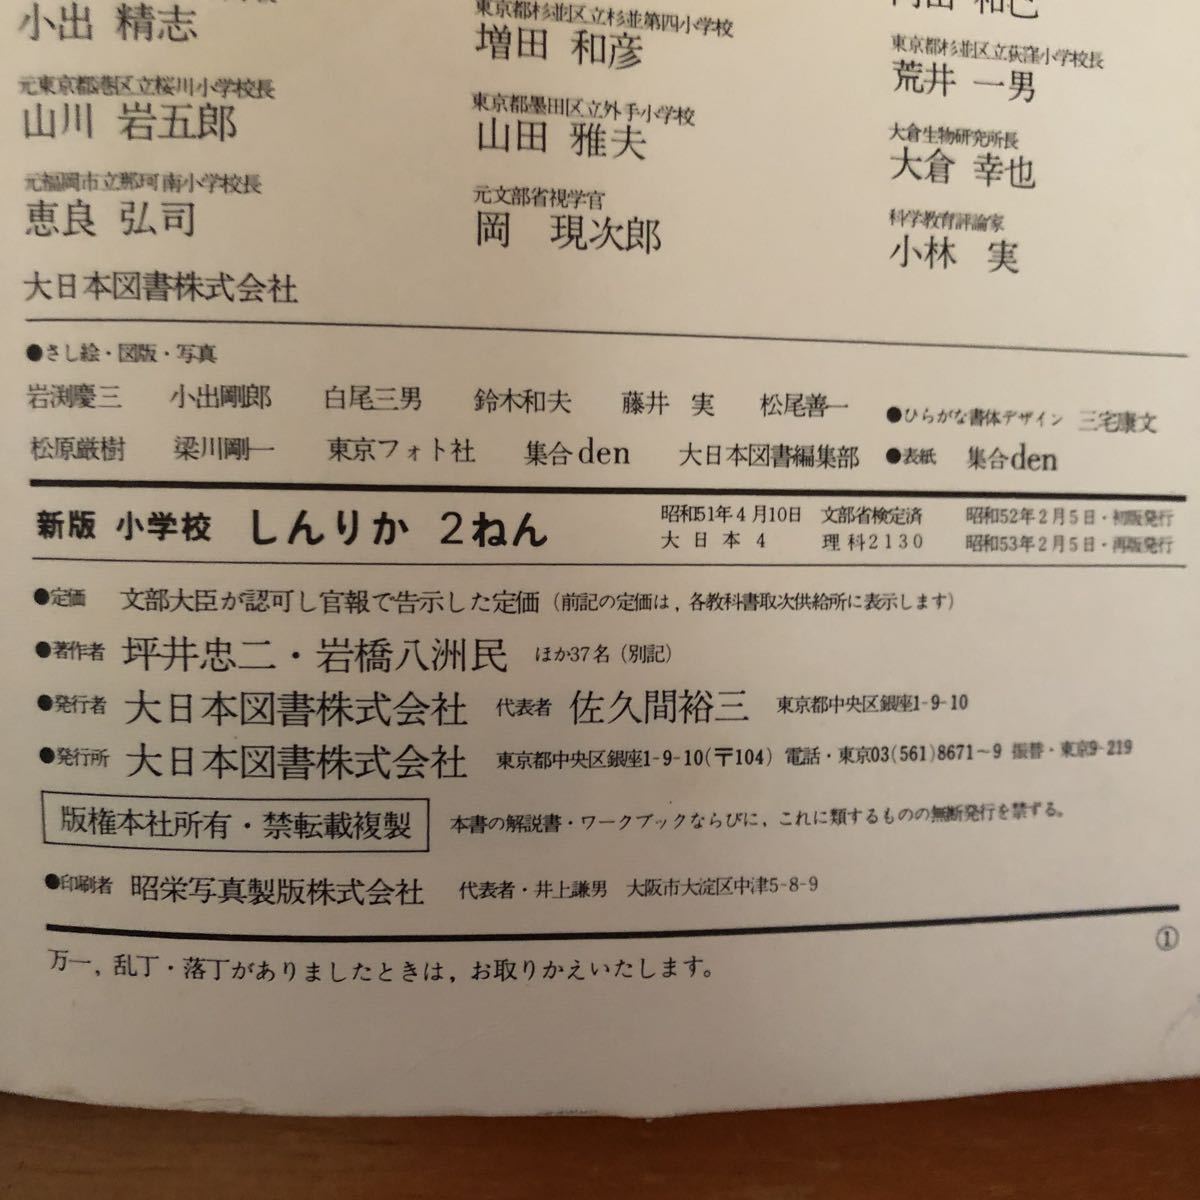 小出 精志
元東京都港区立桜川小学校長
山川 岩五郎
元福岡市立那珂南小学校長
恵良 弘司
大日本図書株式会社
東京都杉並区立杉並第四小学校
増田 和彦
東京都墨田区立外手小学校
山田 雅夫
元文部省視学官
岡 現次郎
東京都杉並区立荻窪小学校長
荒井 一男
大倉生物研究所長
大倉 幸也
科学教育評論家
小林 実
●さし絵・図版・写真
岩渕慶三 小出剛郎 白尾三男 鈴木和夫 藤井 実 松尾善一
松原厳樹 梁川剛一 東京フォト社 集合den 大日本図書編集部
●ひらがな書体デザイン 三宅康文
●表紙 集合den
新版 小学校 しんりか 2ねん
昭和51年4月10日 文部省検定済
大日本4 理科2130
昭和52年2月5日・初版発行
昭和53年2月5日・再版発行
●定価 文部大臣が認可し官報で告示した定価(前記の定価は,各教科書取次供給所に表示します)
●著作者 坪井忠二・岩橋八洲民 ほか37名(別記)
●発行者 大日本図書株式会社 代表者 佐久間裕三 東京都中央区銀座1-9-10
●発行所 大日本図書株式会社 東京都中央区銀座1-9-10(〒104) 電話・東京03(561)8671～9 振替・東京9-219
版権本社所有・禁転載複製 本書の解説書・ワークブックならびに,これに類するものの無断発行を禁ずる。
●印刷者 昭栄写真製版株式会社 代表者・井上謙男 大阪市大淀区中津5-8-9
①
万一,乱丁・落丁がありましたときは,お取りかえいたします。